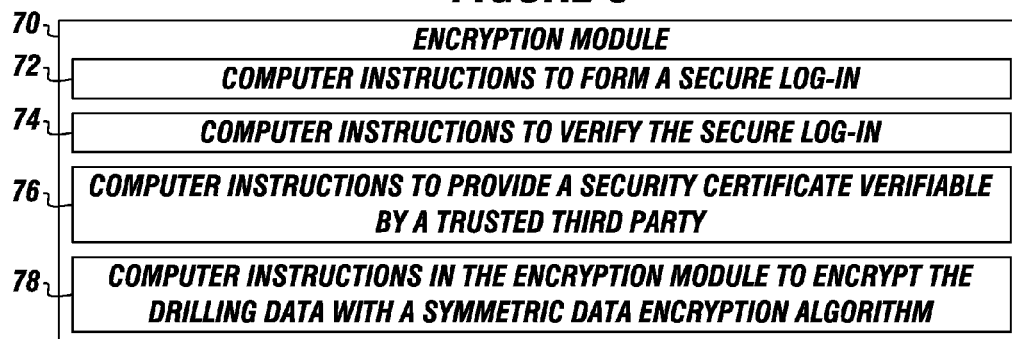 70
ENCRYPTION MODULE
72
COMPUTER INSTRUCTIONS TO FORM A SECURE LOG-IN
74
COMPUTER INSTRUCTIONS TO VERIFY THE SECURE LOG-IN
76
COMPUTER INSTRUCTIONS TO PROVIDE A SECURITY CERTIFICATE VERIFIABLE
BY A TRUSTED THIRD PARTY
78
COMPUTER INSTRUCTIONS IN THE ENCRYPTION MODULE TO ENCRYPT THE
DRILLING DATA WITH A SYMMETRIC DATA ENCRYPTION ALGORITHM